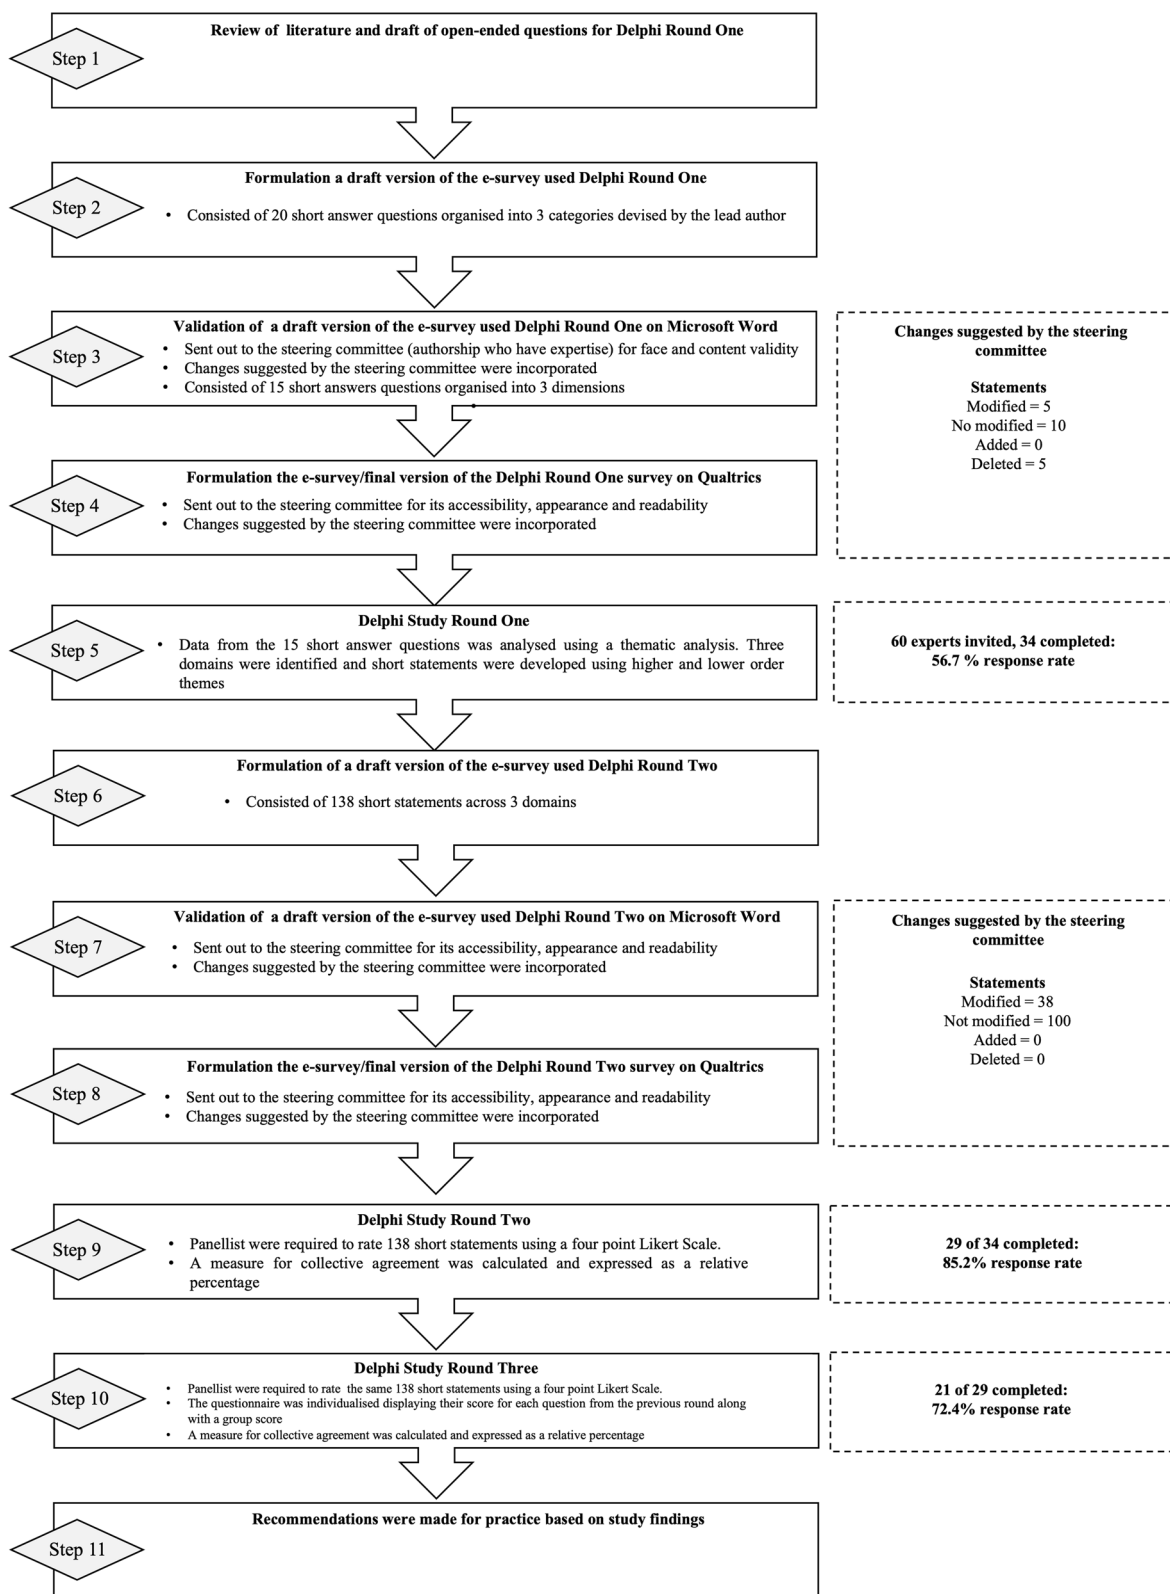 Step 1
Review of literature and draft of open-ended questions for Delphi Round One
Step 2
Formulation a draft version of the e-survey used Delphi Round One
• Consisted of 20 short answer questions organised into 3 categories devised by the lead author
Step 3
Validation of a draft version of the e-survey used Delphi Round One on Microsoft Word
• Sent out to the steering committee (authorship who have expertise) for face and content validity
• Changes suggested by the steering committee were incorporated
• Consisted of 15 short answers questions organised into 3 dimensions
Changes suggested by the steering
committee
Statements
Modified = 5
No modified = 10
Added = 0
Deleted = 5
Step 4
Formulation the e-survey/final version of the Delphi Round One survey on Qualtrics
• Sent out to the steering committee for its accessibility, appearance and readability
• Changes suggested by the steering committee were incorporated
Step 5
Delphi Study Round One
• Data from the 15 short answer questions was analysed using a thematic analysis. Three
domains were identified and short statements were developed using higher and lower order
themes
60 experts invited, 34 completed:
56.7 % response rate
Step 6
Formulation of a draft version of the e-survey used Delphi Round Two
• Consisted of 138 short statements across 3 domains
Step 7
Validation of a draft version of the e-survey used Delphi Round Two on Microsoft Word
• Sent out to the steering committee for its accessibility, appearance and readability
• Changes suggested by the steering committee were incorporated
Changes suggested by the steering
committee
Statements
Modified = 38
Not modified = 100
Added = 0
Deleted = 0
Step 8
Formulation the e-survey/final version of the Delphi Round Two survey on Qualtrics
• Sent out to the steering committee for its accessibility, appearance and readability
• Changes suggested by the steering committee were incorporated
Step 9
Delphi Study Round Two
• Panellist were required to rate 138 short statements using a four point Likert Scale.
• A measure for collective agreement was calculated and expressed as a relative
percentage
29 of 34 completed:
85.2% response rate
Step 10
Delphi Study Round Three
• Panellist were required to rate the same 138 short statements using a four point Likert Scale.
• The questionnaire was individualised displaying their score for each question from the previous round along
with a group score
• A measure for collective agreement was calculated and expressed as a relative percentage
21 of 29 completed:
72.4% response rate
Step 11
Recommendations were made for practice based on study findings